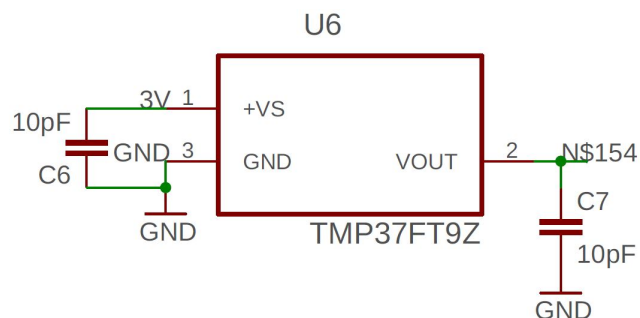 U6
3V 1
+VS
10pF
GND 3
GND
VOUT
2
N$154
C6
C7
GND
TMP37FT9Z
10pF
GND